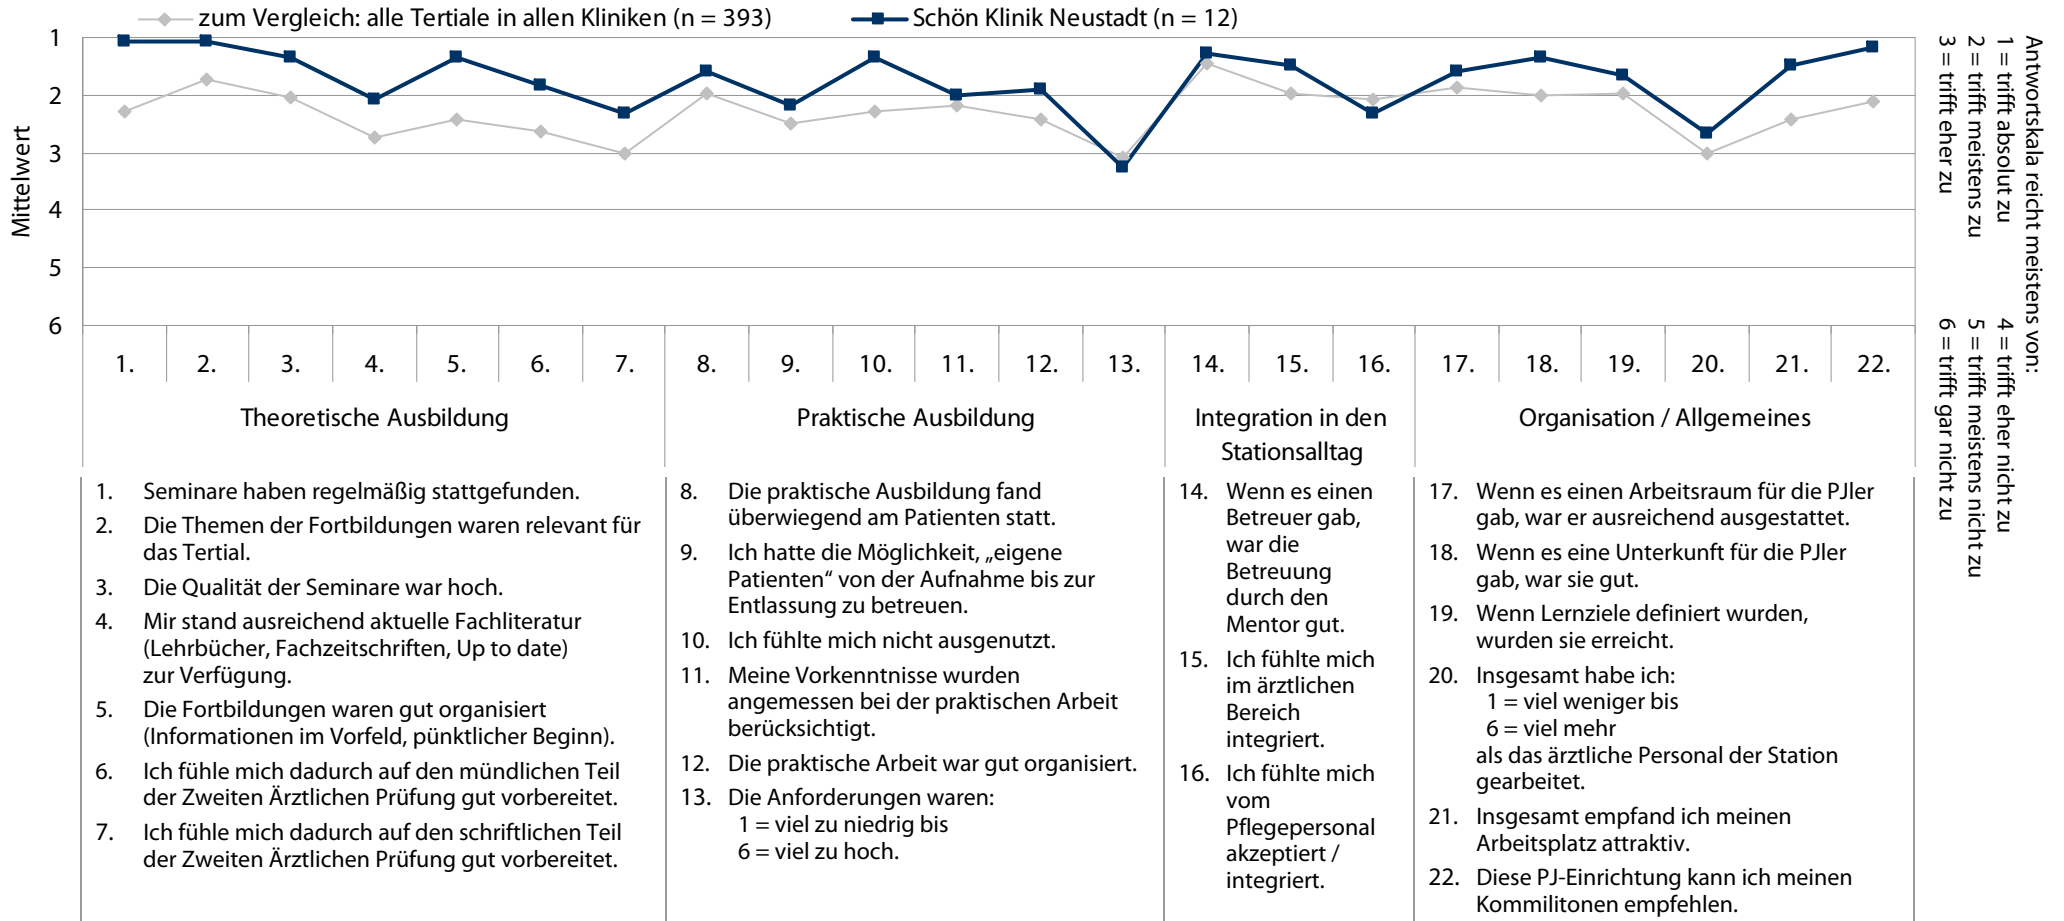 zum Vergleich: alle Tertiale in allen Kliniken (n = 393)
Schön Klinik Neustadt (n = 12)
Mittelwert
1
2
3
4
5
6
1. 2. 3. 4. 5. 6. 7. 8. 9. 10. 11. 12. 13. 14. 15. 16. 17. 18. 19. 20. 21. 22.
Antwortskala reicht meistens von:
1 = trifft absolut zu
2 = trifft meistens zu
3 = trifft eher zu
4 = trifft eher nicht zu
5 = trifft meistens nicht zu
6 = trifft gar nicht zu
Theoretische Ausbildung
1. Seminare haben regelmäßig stattgefunden.
2. Die Themen der Fortbildungen waren relevant für
das Tertial.
3. Die Qualität der Seminare war hoch.
4. Mir stand ausreichend aktuelle Fachliteratur
(Lehrbücher, Fachzeitschriften, Up to date)
zur Verfügung.
5. Die Fortbildungen waren gut organisiert
(Informationen im Vorfeld, pünktlicher Beginn).
6. Ich fühle mich dadurch auf den mündlichen Teil
der Zweiten Ärztlichen Prüfung gut vorbereitet.
7. Ich fühle mich dadurch auf den schriftlichen Teil
der Zweiten Ärztlichen Prüfung gut vorbereitet.
Praktische Ausbildung
8. Die praktische Ausbildung fand
überwiegend am Patienten statt.
9. Ich hatte die Möglichkeit, „eigene
Patienten“ von der Aufnahme bis zur
Entlassung zu betreuen.
10. Ich fühlte mich nicht ausgenutzt.
11. Meine Vorkenntnisse wurden
angemessen bei der praktischen Arbeit
berücksichtigt.
12. Die praktische Arbeit war gut organisiert.
13. Die Anforderungen waren:
1 = viel zu niedrig bis
6 = viel zu hoch.
Integration in den
Stationsalltag
14. Wenn es einen
Betreuer gab,
war die
Betreuung
durch den
Mentor gut.
15. Ich fühlte mich
im ärztlichen
Bereich
integriert.
16. Ich fühlte mich
vom
Pflegepersonal
akzeptiert /
integriert.
Organisation / Allgemeines
17. Wenn es einen Arbeitsraum für die PJler
gab, war er ausreichend ausgestattet.
18. Wenn es eine Unterkunft für die PJler
gab, war sie gut.
19. Wenn Lernziele definiert wurden,
wurden sie erreicht.
20. Insgesamt habe ich:
1 = viel weniger bis
6 = viel mehr
als das ärztliche Personal der Station
gearbeitet.
21. Insgesamt empfand ich meinen
Arbeitsplatz attraktiv.
22. Diese PJ-Einrichtung kann ich meinen
Kommilitonen empfehlen.